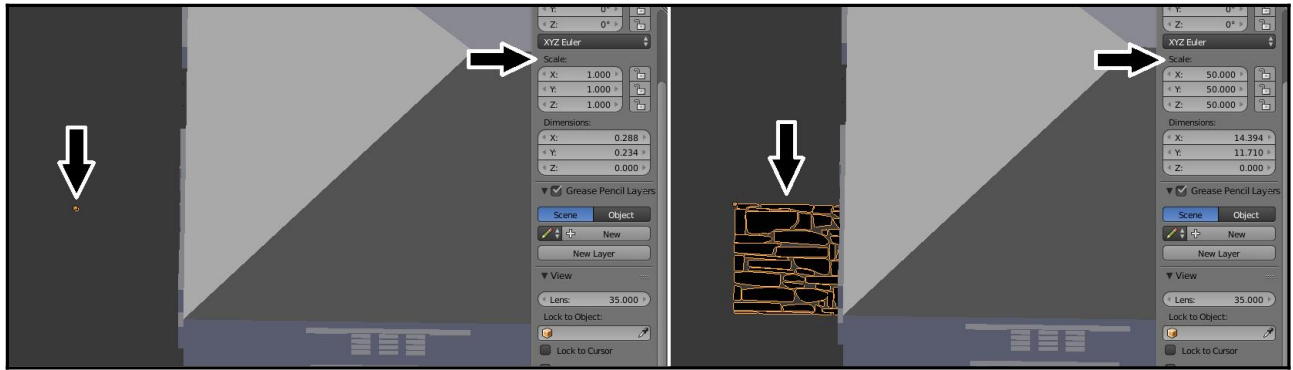 Y: 0°
Z: 0°
XYZ Euler
Scale:
X: 1.000
Y: 1.000
Z: 1.000
Dimensions:
X: 0.288
Y: 0.234
Z: 0.000
Grease Pencil Layers
Scene Object
New
New Layer
View
Lens: 35.000
Lock to Object:
Lock to Cursor
Y: 0°
Z: 0°
XYZ Euler
Scale:
X: 50.000
Y: 50.000
Z: 50.000
Dimensions:
X: 14.394
Y: 11.710
Z: 0.000
Grease Pencil Layers
Scene Object
New
New Layer
View
Lens: 35.000
Lock to Object:
Lock to Cursor